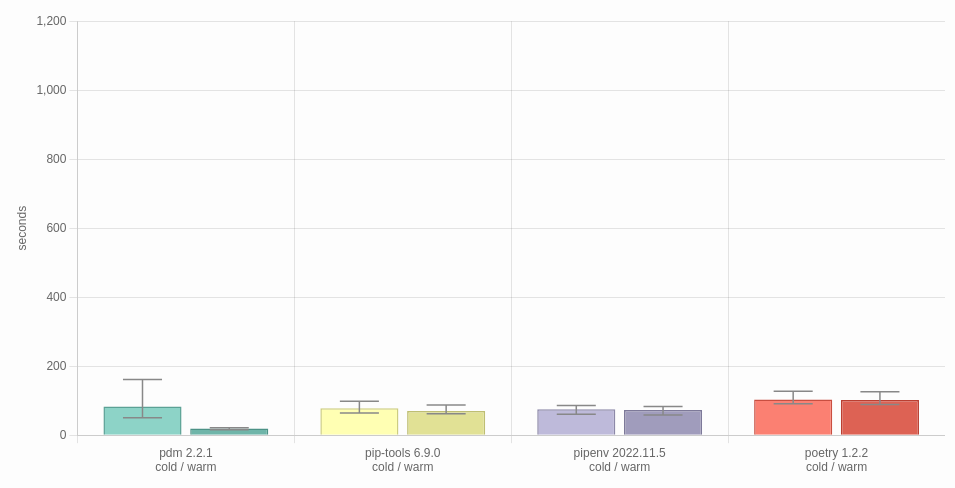 1,200
1,000
800
600
400
200
0
seconds
pdm 2.2.1
cold / warm
pip-tools 6.9.0
cold / warm
pipenv 2022.11.5
cold / warm
poetry 1.2.2
cold / warm